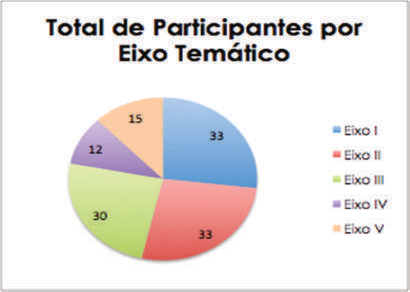 Total de Participantes por
Eixo Temático
33
33
30
12
15
Eixo I
Eixo II
Eixo III
Eixo IV
Eixo V